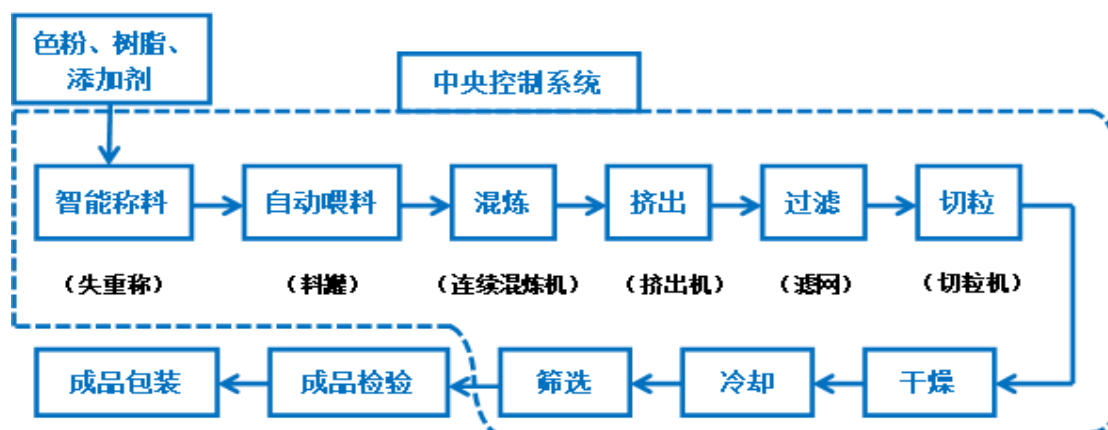 色粉、树脂、
添加剂
中央控制系统
智能称料
自动喂料
混炼
挤出
过滤
切粒
（失重称）
（料罐）
（连续混炼机）
（挤出机）
（滤网）
（切粒机）
成品包装
成品检验
筛选
冷却
干燥